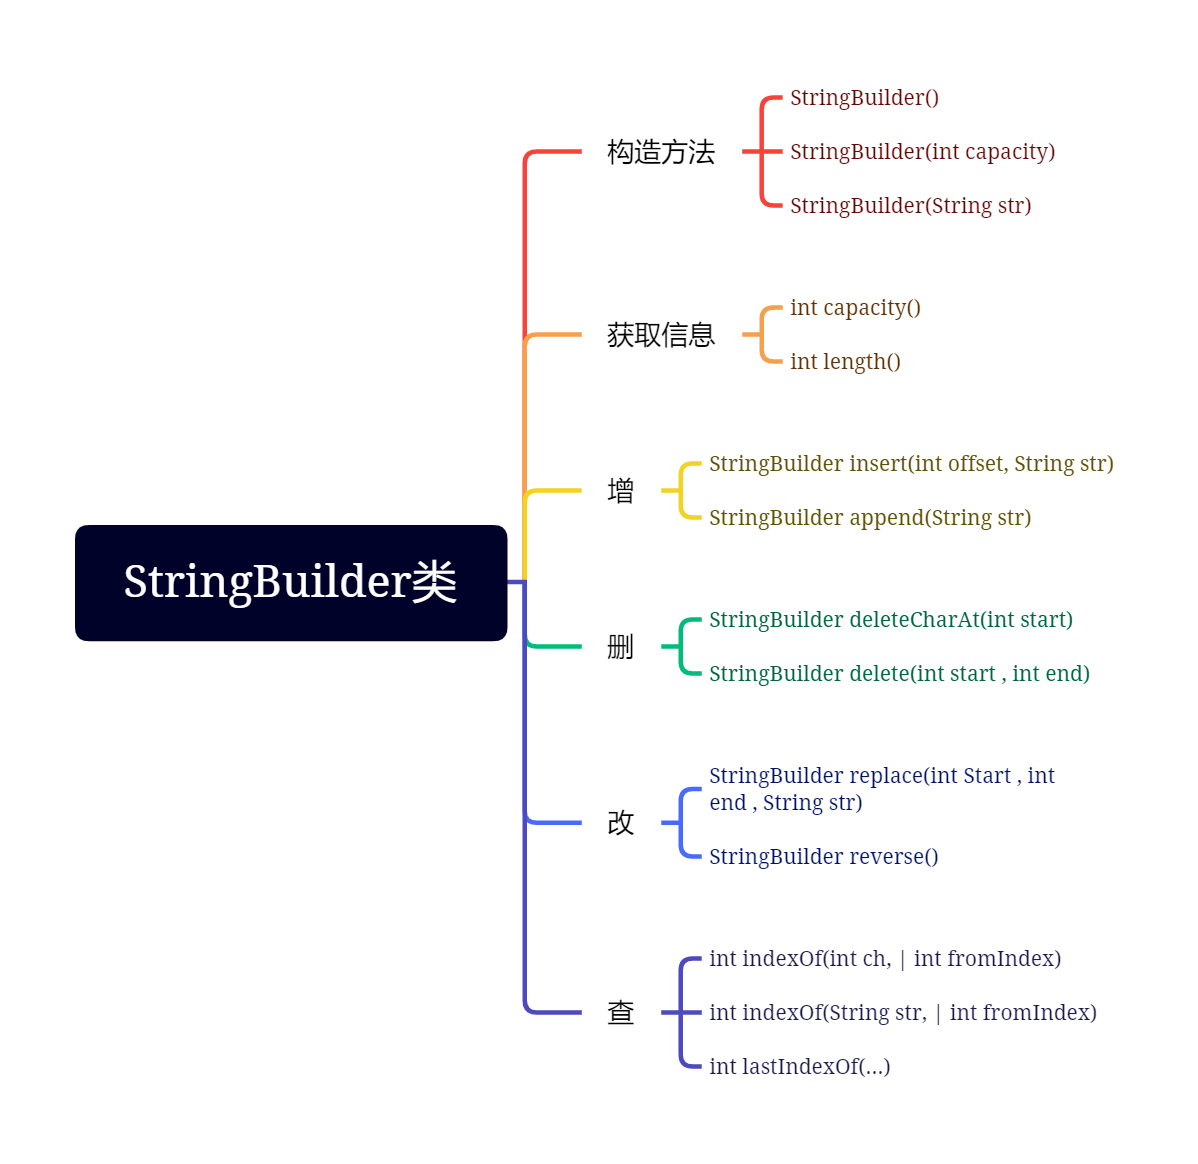 StringBuilder类
构造方法
StringBuilder()
StringBuilder(int capacity)
StringBuilder(String str)
获取信息
int capacity()
int length()
增
StringBuilder insert(int offset, String str)
StringBuilder append(String str)
删
StringBuilder deleteCharAt(int start)
StringBuilder delete(int start , int end)
改
StringBuilder replace(int Start , int
end , String str)
StringBuilder reverse()
查
int indexOf(int ch, | int fromIndex)
int indexOf(String str, | int fromIndex)
int lastIndexOf(...)